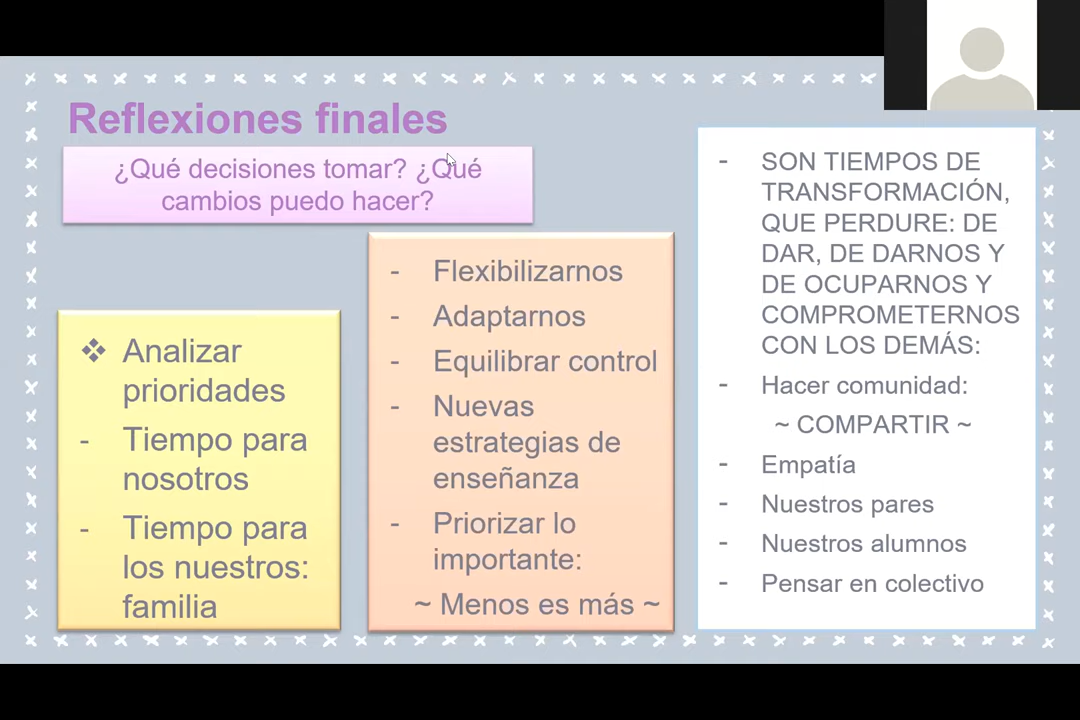 Reflexiones finales
¿Qué decisiones tomar? ¿Qué
cambios puedo hacer?
❖ Analizar
prioridades
- Tiempo para
nosotros
- Tiempo para
los nuestros:
familia
- Flexibilizarnos
- Adaptarnos
- Equilibrar control
- Nuevas
estrategias de
enseñanza
- Priorizar lo
importante:
~ Menos es más ~
- SON TIEMPOS DE
TRANSFORMACIÓN,
QUE PERDURE: DE
DAR, DE DARNOS Y
DE OCUPARNOS Y
COMPROMETERNOS
CON LOS DEMÁS:
- Hacer comunidad:
~ COMPARTIR ~
- Empatía
- Nuestros pares
- Nuestros alumnos
- Pensar en colectivo